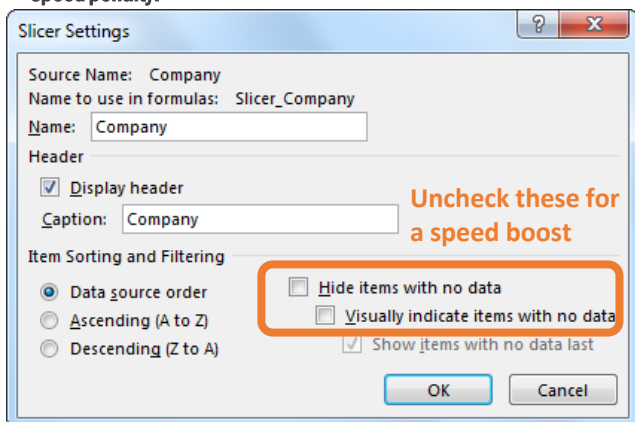 speed penalty.
Slicer Settings
Source Name: Company
Name to use in formulas: Slicer_Company
Name: Company
Header
Display header
Caption: Company
Uncheck these for
a speed boost
Item Sorting and Filtering
Data source order
Ascending (A to Z)
Descending (Z to A)
Hide items with no data
Visually indicate items with no data
Show items with no data last
OK Cancel